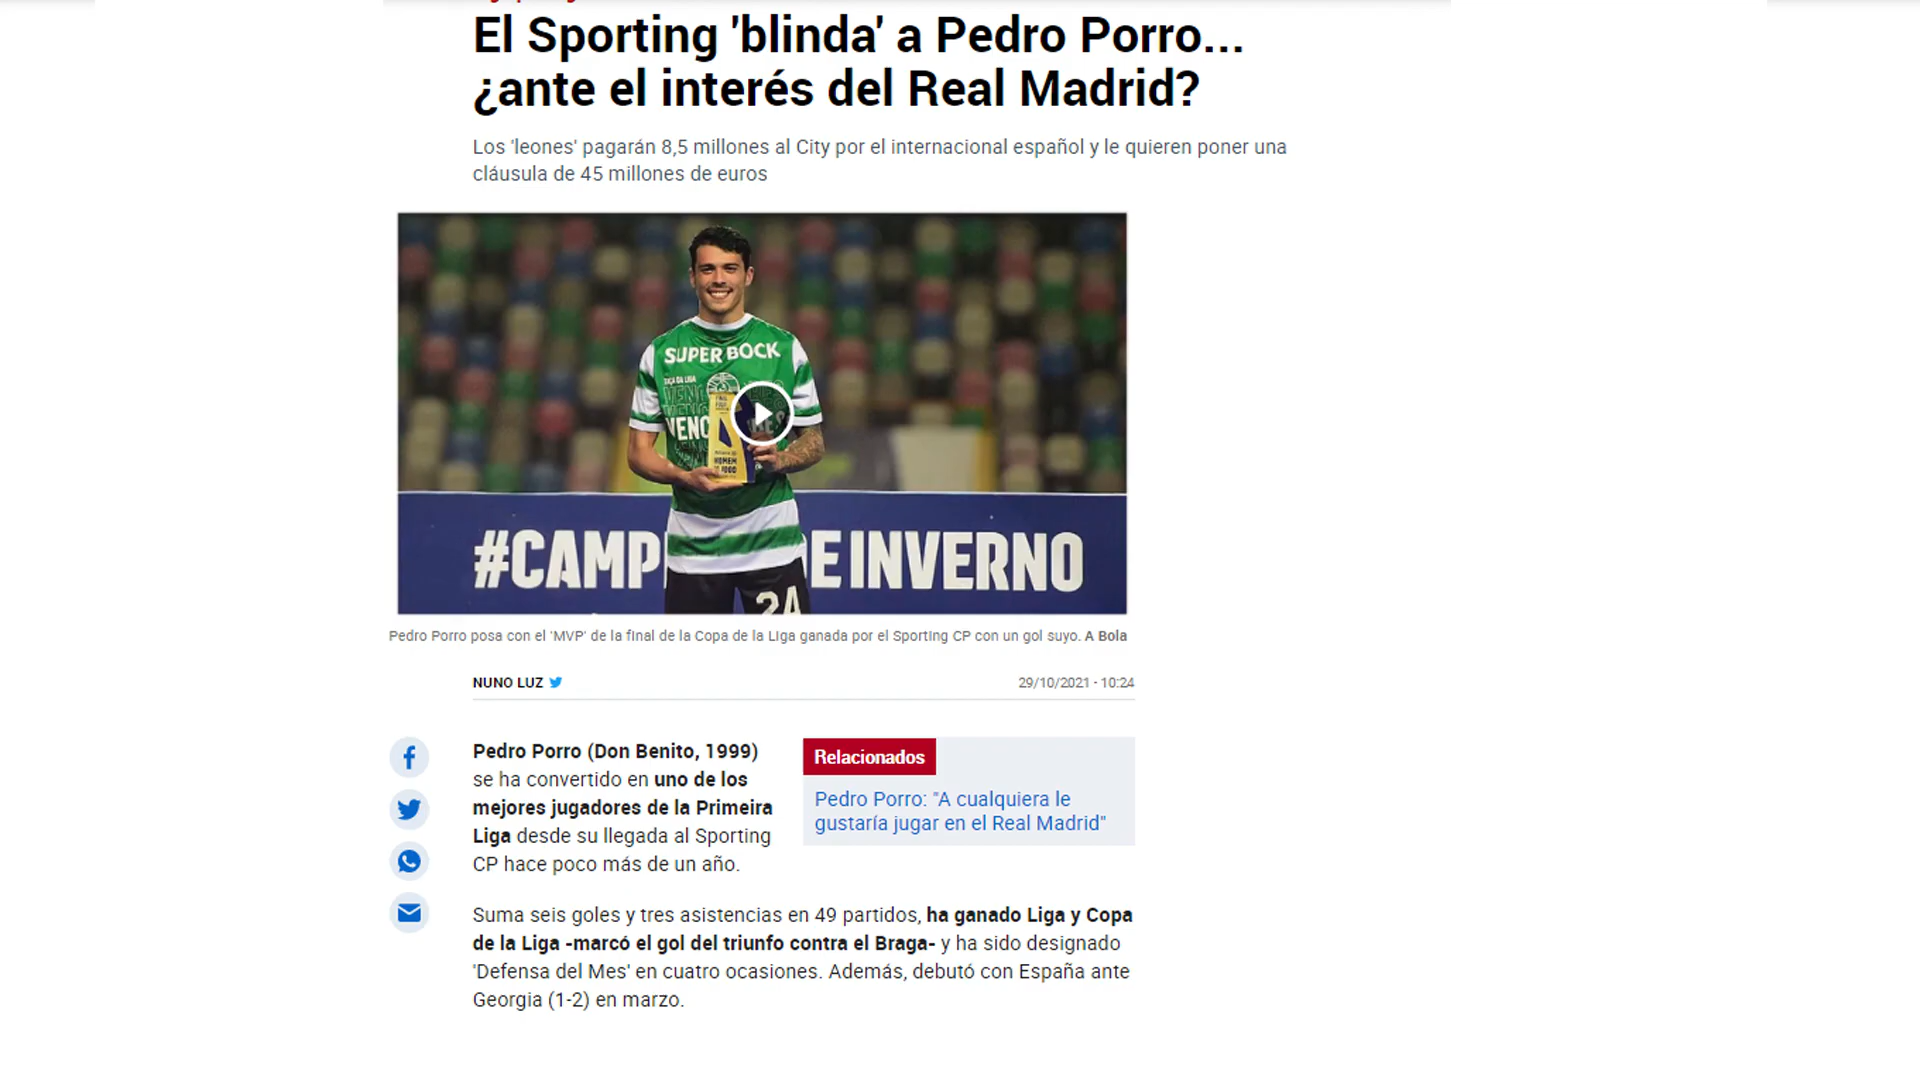 El Sporting 'blinda' a Pedro Porro...
¿ante el interés del Real Madrid?
Los 'leones' pagarán 8,5 millones al City por el internacional español y le quieren poner una
cláusula de 45 millones de euros
SUPER BOCK
TAÇA DA LIGA
VENC
HOMEM
JOGO
#CAMP
E INVERNO
24
Pedro Porro posa con el 'MVP' de la final de la Copa de la Liga ganada por el Sporting CP con un gol suyo. A Bola
NUNO LUZ
29/10/2021 - 10:24
Pedro Porro (Don Benito, 1999)
se ha convertido en uno de los
mejores jugadores de la Primeira
Liga desde su llegada al Sporting
CP hace poco más de un año.
Relacionados
Pedro Porro: "A cualquiera le
gustaría jugar en el Real Madrid"
Suma seis goles y tres asistencias en 49 partidos, ha ganado Liga y Copa
de la Liga -marcó el gol del triunfo contra el Braga- y ha sido designado
'Defensa del Mes' en cuatro ocasiones. Además, debutó con España ante
Georgia (1-2) en marzo.